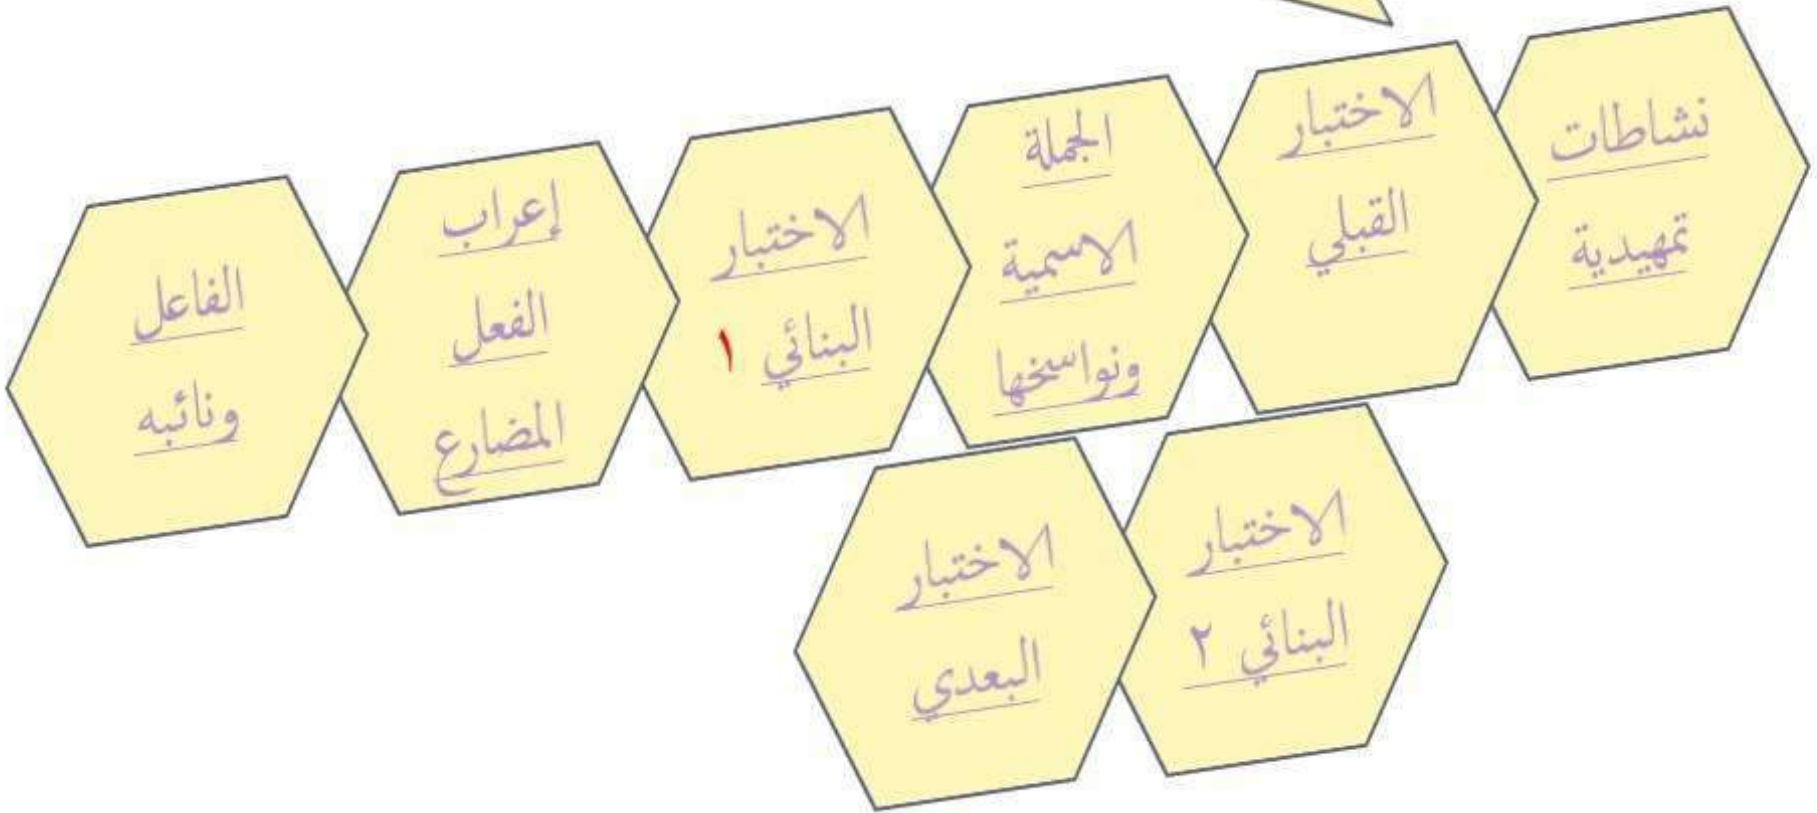 نشاطات
تمهيدية
الاختبار
القبلي
الجملة
الاسمية
ونواسخها
الاختبار
البنائي ١
إعراب
الفعل
المضارع
الفاعل
ونائبه
الاختبار
البنائي ٢
الاختبار
البعدي